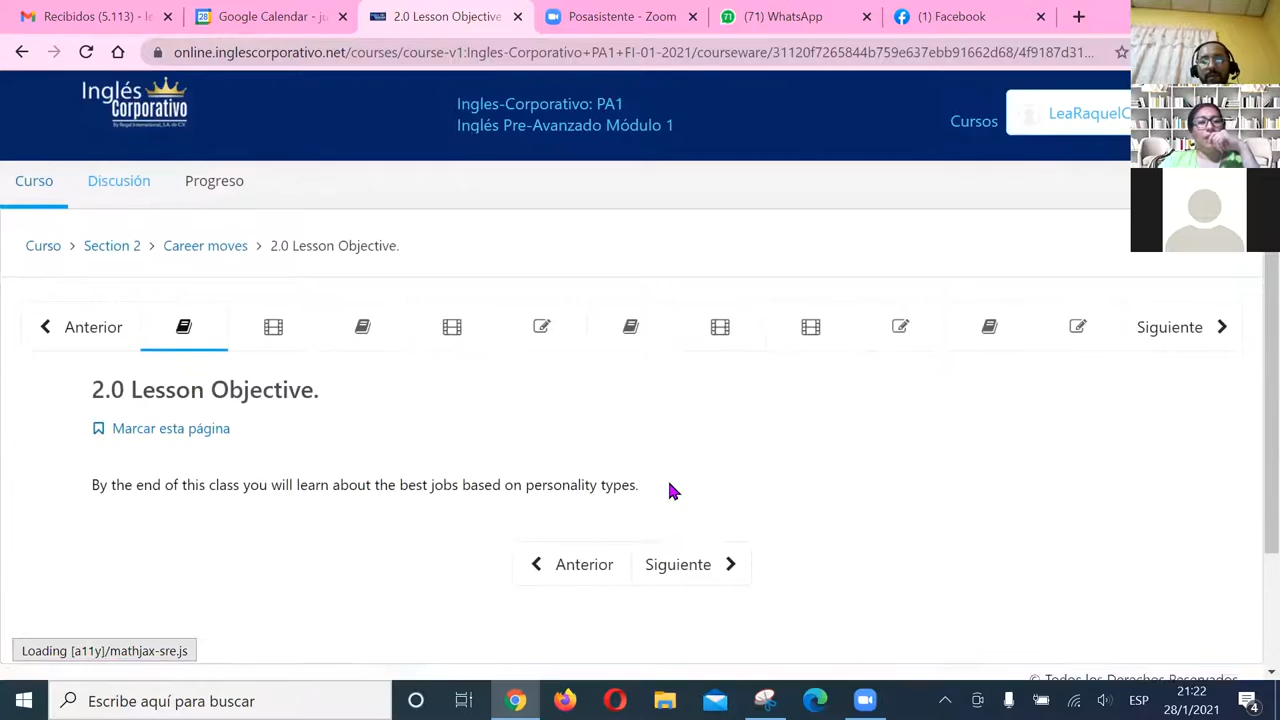 Recibidos (5.113) - l
Google Calendar - ju
2.0 Lesson Objective
Posasistente - Zoom
(71) WhatsApp
(1) Facebook
online.inglescorporativo.net/courses/course-v1:Ingles-Corporativo+PA1+FI-01-2021/courseware/31120f7265844b759e637ebb91662d68/4f9187d31...
Inglés Corporativo
By Regal International, S.A. de C.V.
Ingles-Corporativo: PA1
Inglés Pre-Avanzado Módulo 1
Cursos
LeaRaquelC
Curso Discusión Progreso
Curso > Section 2 > Career moves > 2.0 Lesson Objective.
Anterior Siguiente
2.0 Lesson Objective.
Marcar esta página
By the end of this class you will learn about the best jobs based on personality types.
Anterior Siguiente
Loading [a11y]/mathjax-sre.js
© Todos los Derechos Reservados
Escribe aquí para buscar
ESP
21:22
28/1/2021
4